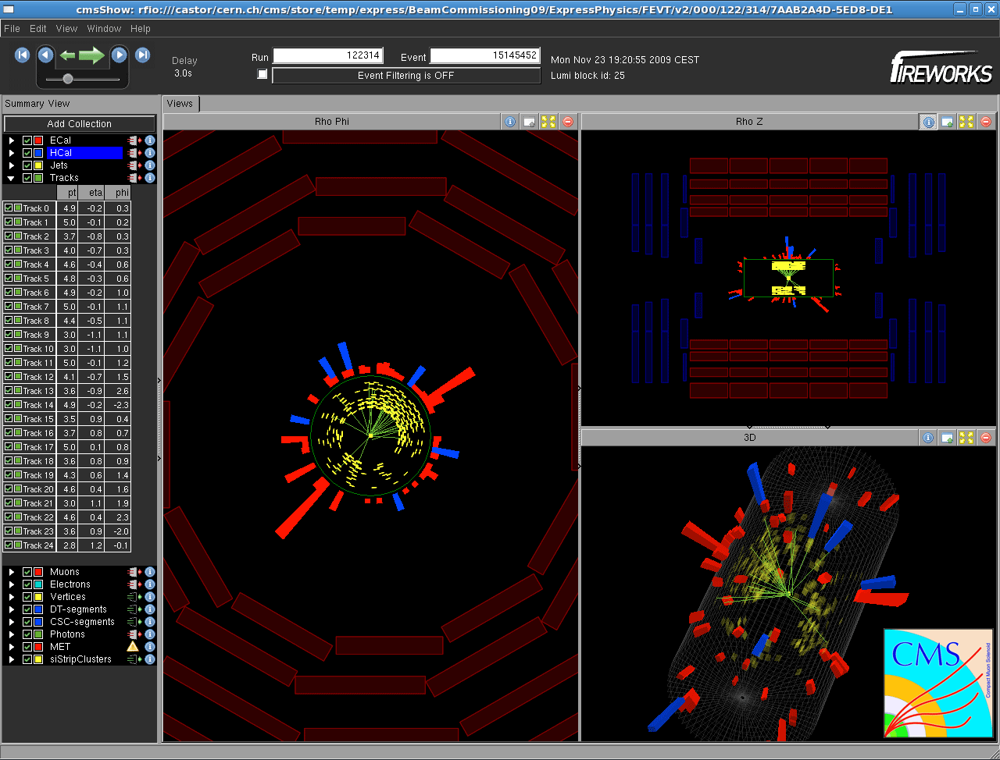 cmsShow: rfio:///castor/cern.ch/cms/store/temp/express/BeamCommissioning09/ExpressPhysics/FEVT/v2/000/122/314/7AAB2A4D-5ED8-DE1
File Edit View Window Help
Delay
3.0s
Run 122314 Event 15145452
Event Filtering is OFF
Mon Nov 23 19:20:55 2009 CEST
Lumi block id: 25
FIREWORKS
Summary View
Views
Add Collection
Rho Phi
Rho Z
ECal
HCal
Jets
Tracks
pt eta phi
Track 0 4.9 -0.2 0.3
Track 1 5.0 -0.1 0.2
Track 2 3.7 -0.8 0.3
Track 3 4.0 -0.7 0.3
Track 4 4.6 -0.4 0.6
Track 5 4.8 -0.3 0.6
Track 6 4.9 -0.2 1.0
Track 7 5.0 -0.1 1.1
Track 8 4.4 -0.5 1.1
Track 9 3.0 -1.1 1.1
Track 10 3.0 -1.1 1.0
Track 11 5.0 -0.1 1.2
Track 12 4.1 -0.7 1.5
Track 13 3.6 -0.9 2.6
Track 14 4.9 -0.2 -2.3
Track 15 3.5 0.9 0.4
Track 16 3.7 0.8 0.7
Track 17 5.0 0.1 0.8
Track 18 3.6 0.8 0.9
Track 19 4.3 0.6 1.4
Track 20 4.6 0.4 1.6
Track 21 3.0 1.1 1.9
Track 22 4.6 0.4 2.3
Track 23 3.6 0.9 -2.0
Track 24 2.8 1.2 -0.1
Muons
Electrons
Vertices
DT-segments
CSC-segments
Photons
MET
siStripClusters
3D
CMS
Compact Muon Solenoid